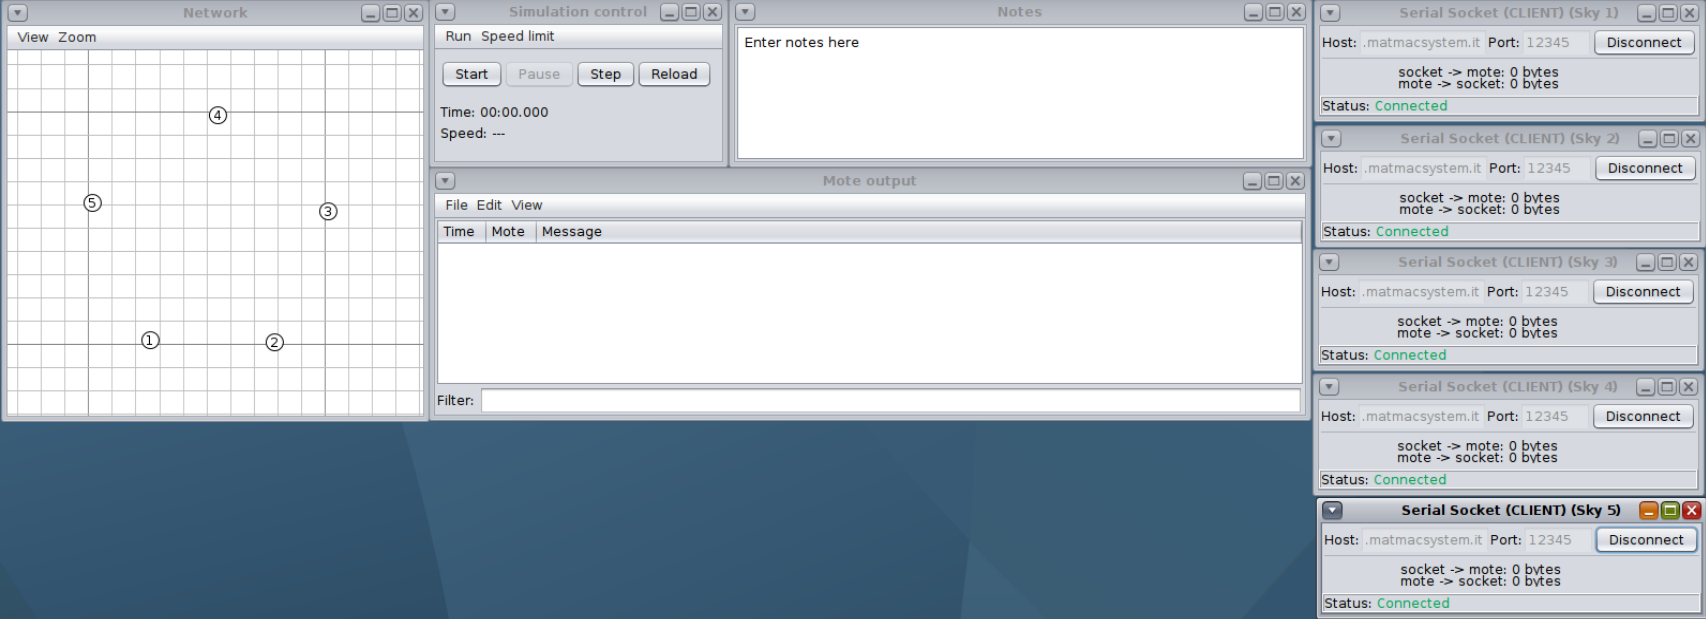 Network
View Zoom
4
5
3
1
2
Simulation control
Run Speed limit
Start Pause Step Reload
Time: 00:00.000
Speed: ---
Notes
Enter notes here
Mote output
File Edit View
Time Mote Message
Filter:
Serial Socket (CLIENT) (Sky 1)
Host: .matmacsystem.it Port: 12345 Disconnect
socket -> mote: 0 bytes
mote -> socket: 0 bytes
Status: Connected
Serial Socket (CLIENT) (Sky 2)
Host: .matmacsystem.it Port: 12345 Disconnect
socket -> mote: 0 bytes
mote -> socket: 0 bytes
Status: Connected
Serial Socket (CLIENT) (Sky 3)
Host: .matmacsystem.it Port: 12345 Disconnect
socket -> mote: 0 bytes
mote -> socket: 0 bytes
Status: Connected
Serial Socket (CLIENT) (Sky 4)
Host: .matmacsystem.it Port: 12345 Disconnect
socket -> mote: 0 bytes
mote -> socket: 0 bytes
Status: Connected
Serial Socket (CLIENT) (Sky 5)
Host: .matmacsystem.it Port: 12345 Disconnect
socket -> mote: 0 bytes
mote -> socket: 0 bytes
Status: Connected